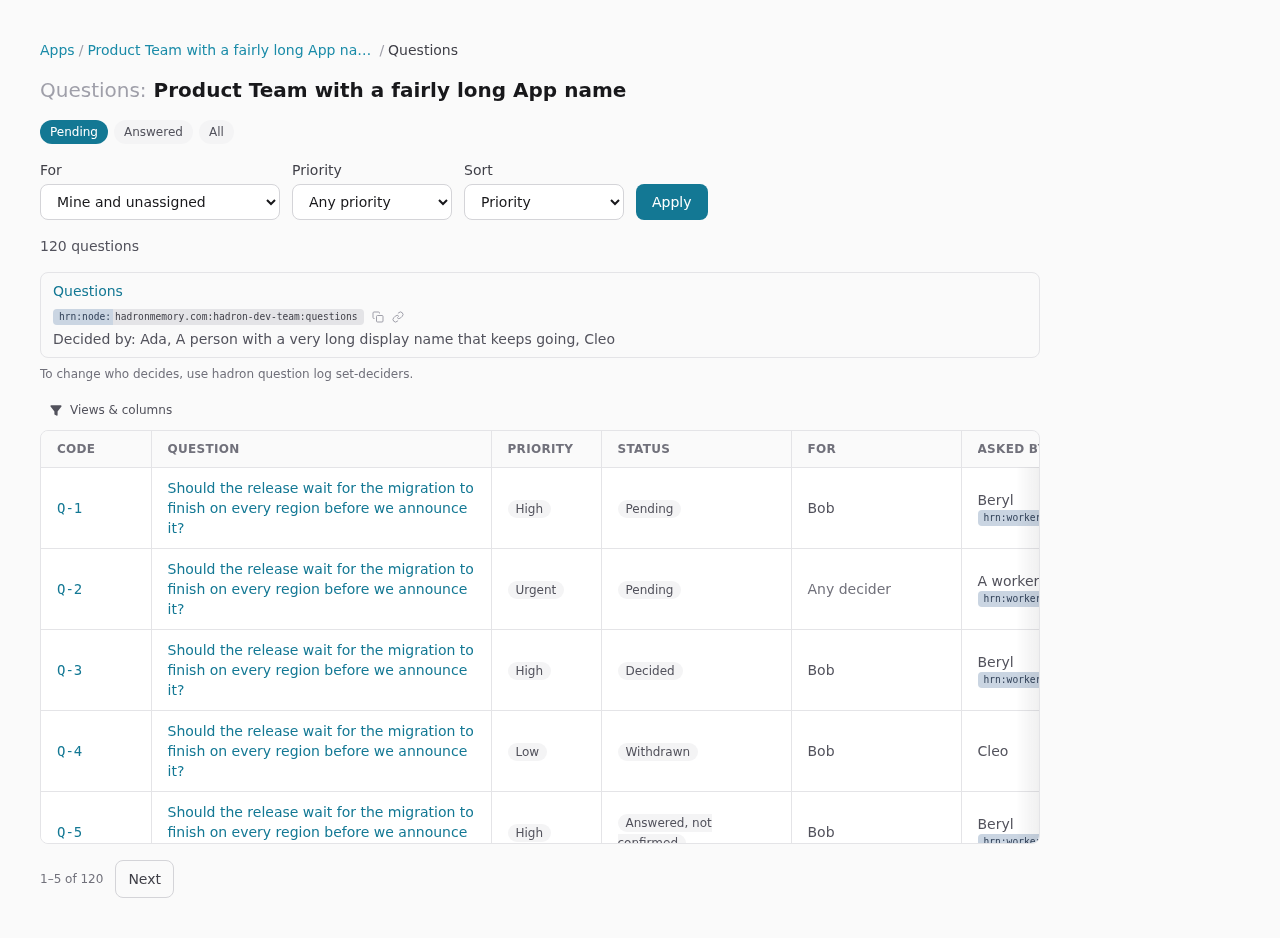 Apps / Product Team with a fairly long App na… / Questions
Questions: Product Team with a fairly long App name
Pending Answered All
For Priority Sort
Mine and unassigned Any priority Priority Apply
120 questions
Questions
hrn:node: hadronmemory.com:hadron-dev-team:questions
Decided by: Ada, A person with a very long display name that keeps going, Cleo
To change who decides, use hadron question log set-deciders.
Views & columns
CODE QUESTION PRIORITY STATUS FOR ASKED
Should the release wait for the migration to
Q-1 finish on every region before we announce High Pending Bob Beryl
it?
Should the release wait for the migration to
Q-2 finish on every region before we announce Urgent Pending Any decider A worker
it?
Should the release wait for the migration to
Q-3 finish on every region before we announce High Decided Bob Beryl
it?
Should the release wait for the migration to
Q-4 finish on every region before we announce Low Withdrawn Bob Cleo
it?
Should the release wait for the migration to Answered, not
Q-5 finish on every region before we announce High confirmed Bob Beryl
1–5 of 120 Next